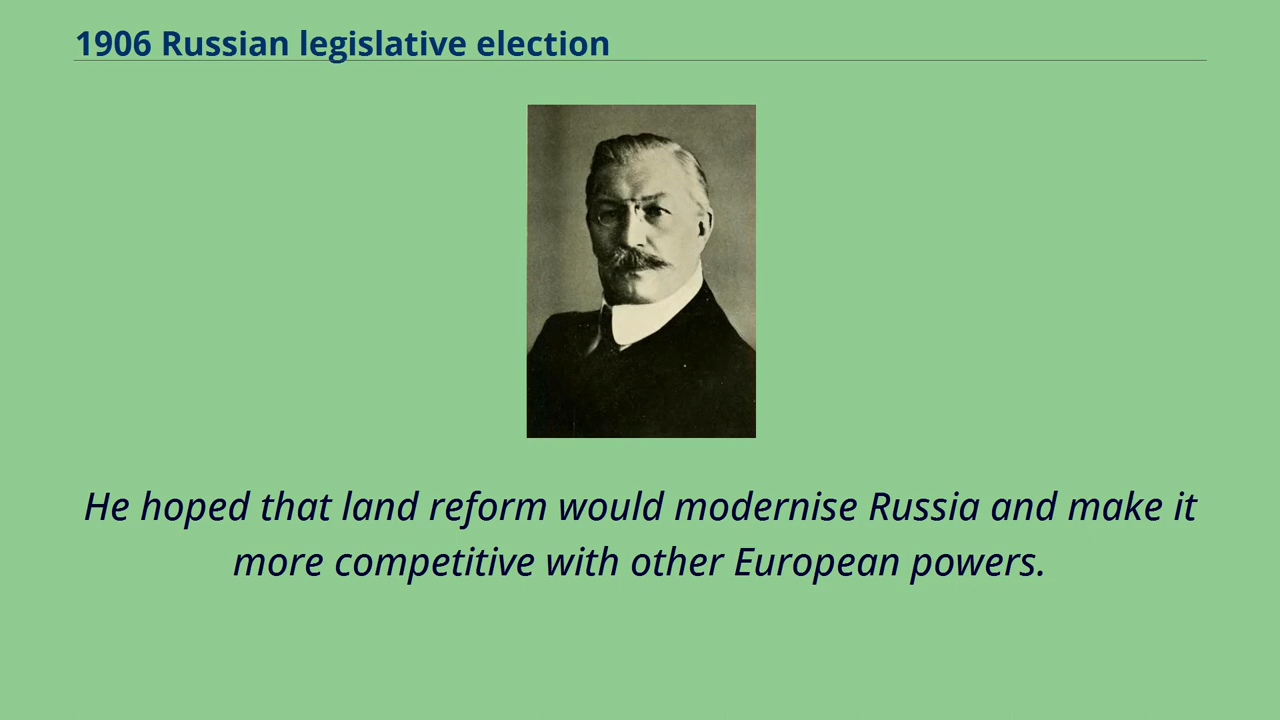 1906 Russian legislative election
He hoped that land reform would modernise Russia and make it
more competitive with other European powers.